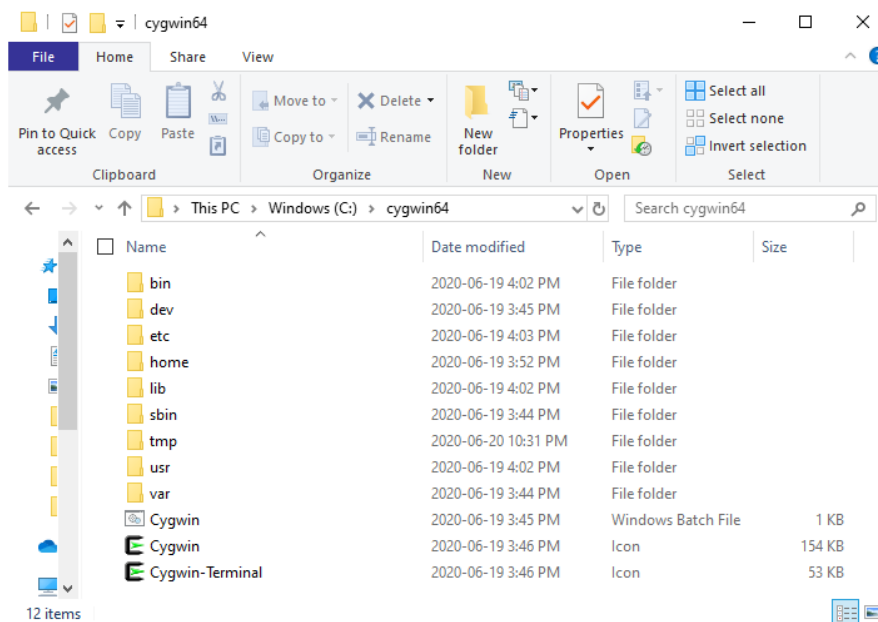 cygwin64
File Home Share View
Pin to Quick access Copy Paste
Move to Delete
Copy to Rename
New folder
Properties
Select all
Select none
Invert selection
Clipboard Organize New Open Select
This PC > Windows (C:) > cygwin64 Search cygwin64
Name Date modified Type Size
bin 2020-06-19 4:02 PM File folder
dev 2020-06-19 3:45 PM File folder
etc 2020-06-19 4:03 PM File folder
home 2020-06-19 3:52 PM File folder
lib 2020-06-19 4:02 PM File folder
sbin 2020-06-19 3:44 PM File folder
tmp 2020-06-20 10:31 PM File folder
usr 2020-06-19 4:02 PM File folder
var 2020-06-19 3:44 PM File folder
Cygwin 2020-06-19 3:45 PM Windows Batch File 1 KB
Cygwin 2020-06-19 3:46 PM Icon 154 KB
Cygwin-Terminal 2020-06-19 3:46 PM Icon 53 KB
12 items